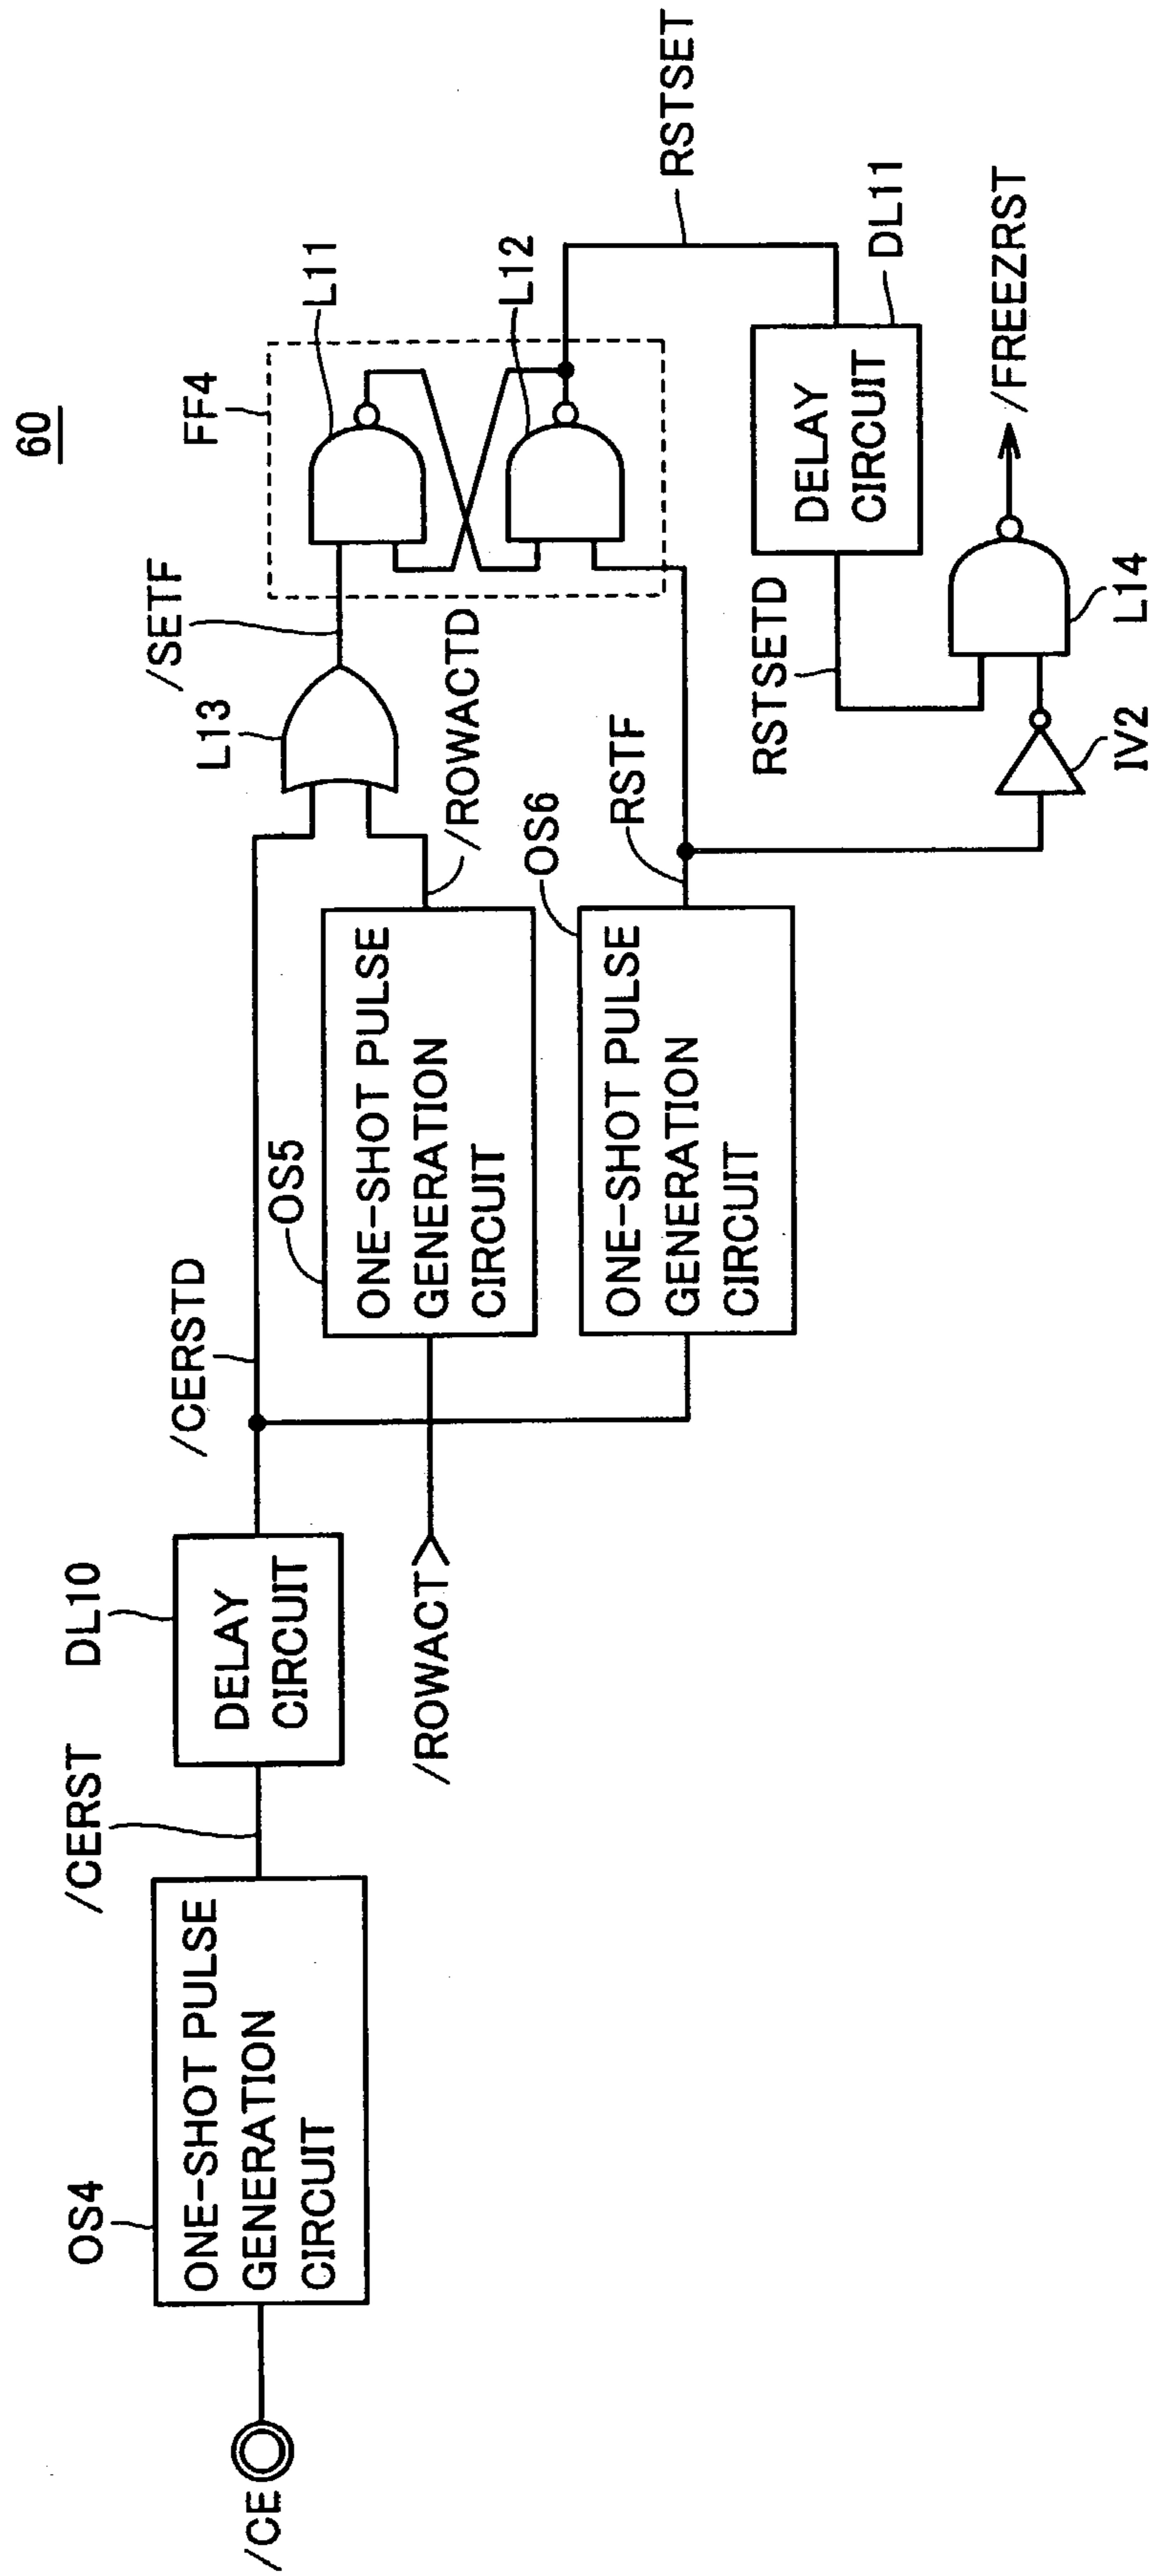 60
/CE
OS4
ONE-SHOT PULSE
GENERATION
CIRCUIT
/CERST
DL10
DELAY
CIRCUIT
/CERSTD
/ROWACT
OS5
ONE-SHOT PULSE
GENERATION
CIRCUIT
/ROWACTD
OS6
ONE-SHOT PULSE
GENERATION
CIRCUIT
RSTF
L13
/SETF
FF4
L11
L12
RSTSET
DL11
DELAY
CIRCUIT
RSTSETD
IV2
L14
/FREEZRST